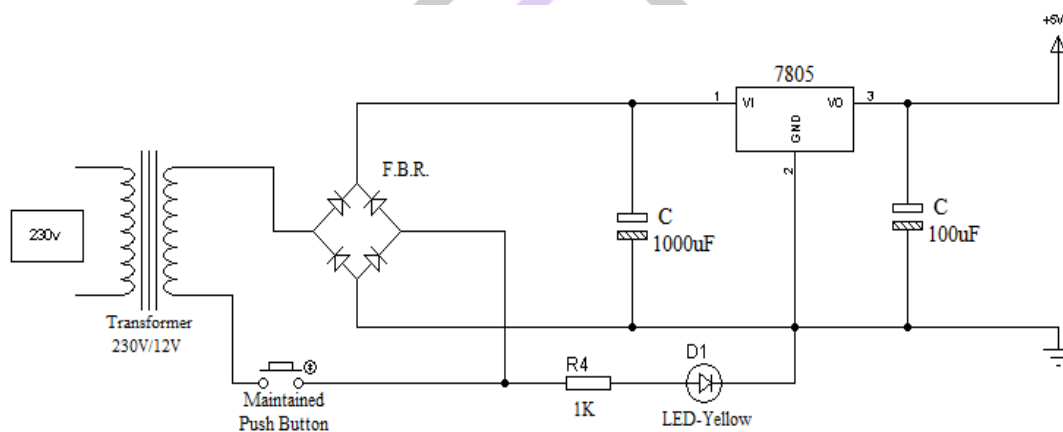 +5V
7805
1
VI
VO
3
GND
2
F.B.R.
230v
C
1000uF
C
100uF
Transformer
230V/12V
R4
D1
Maintained
Push Button
1K
LED-Yellow